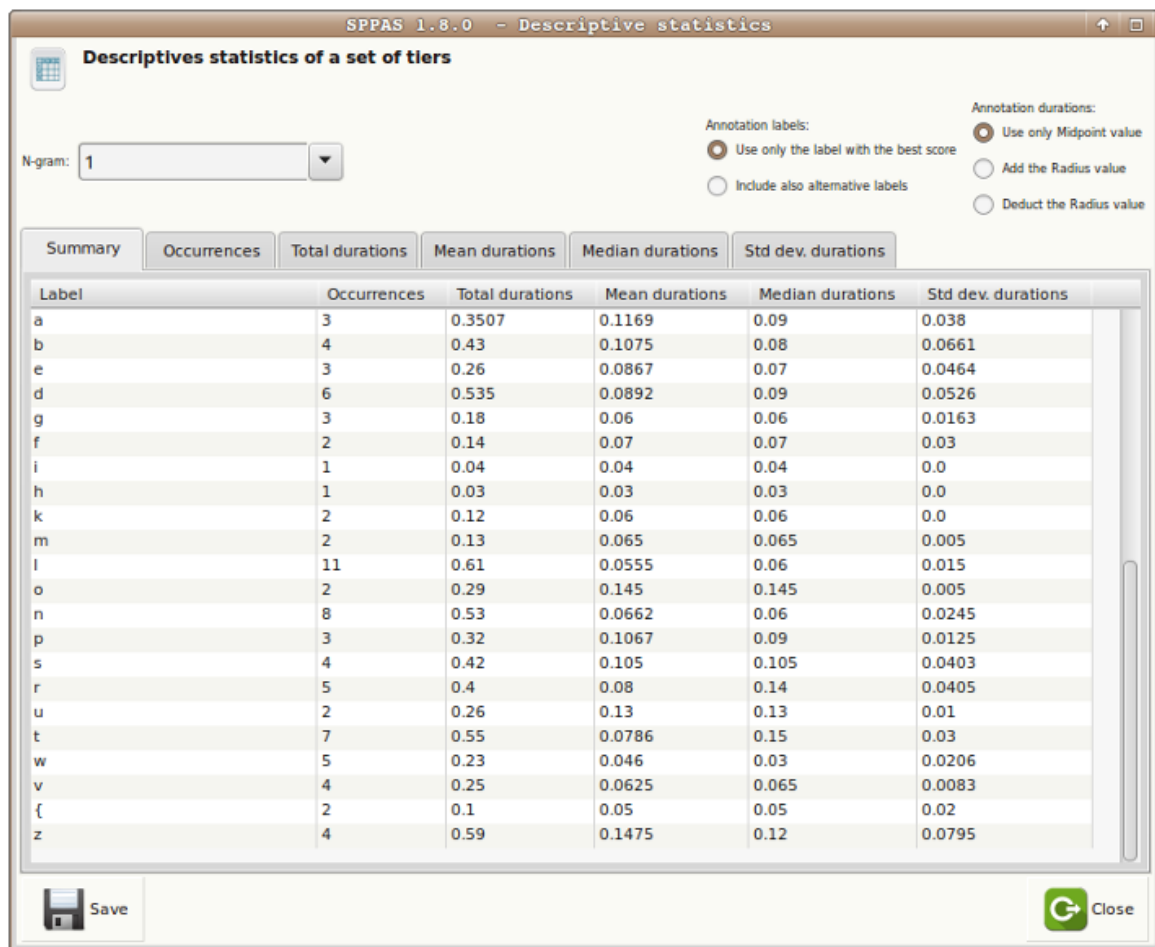 SPPAS 1.8.0 - Descriptive statistics
Descriptives statistics of a set of tiers
N-gram: 1
Annotation labels:
Use only the label with the best score
Include also alternative labels
Annotation durations:
Use only Midpoint value
Add the Radius value
Deduct the Radius value
Summary Occurrences Total durations Mean durations Median durations Std dev. durations
Label Occurrences Total durations Mean durations Median durations Std dev. durations
a 3 0.3507 0.1169 0.09 0.038
b 4 0.43 0.1075 0.08 0.0661
e 3 0.26 0.0867 0.07 0.0464
d 6 0.535 0.0892 0.09 0.0526
g 3 0.18 0.06 0.06 0.0163
f 2 0.14 0.07 0.07 0.03
i 1 0.04 0.04 0.04 0.0
h 1 0.03 0.03 0.03 0.0
k 2 0.12 0.06 0.06 0.0
m 2 0.13 0.065 0.065 0.005
l 11 0.61 0.0555 0.06 0.015
o 2 0.29 0.145 0.145 0.005
n 8 0.53 0.0662 0.06 0.0245
p 3 0.32 0.1067 0.09 0.0125
s 4 0.42 0.105 0.105 0.0403
r 5 0.4 0.08 0.14 0.0405
u 2 0.26 0.13 0.13 0.01
t 7 0.55 0.0786 0.15 0.03
w 5 0.23 0.046 0.03 0.0206
v 4 0.25 0.0625 0.065 0.0083
{ 2 0.1 0.05 0.05 0.02
z 4 0.59 0.1475 0.12 0.0795
Save
Close